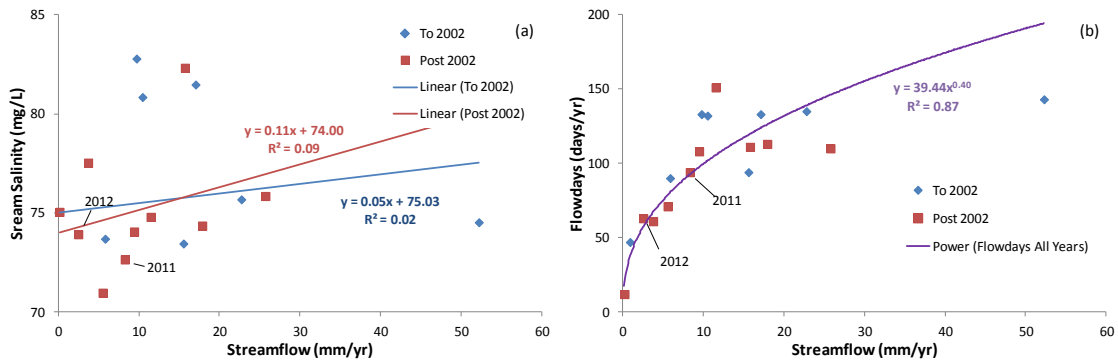 85
80
75
70
0
10
20
30
40
50
60
Sream Salinity (mg/L)
Streamflow (mm/yr)
(a)
To 2002
Post 2002
Linear (To 2002)
Linear (Post 2002)
y = 0.11x + 74.00
R² = 0.09
y = 0.05x + 75.03
R² = 0.02
2012
2011
200
150
100
50
0
0
10
20
30
40
50
60
Flowdays (days/yr)
Streamflow (mm/yr)
(b)
y = 39.44x⁰·⁴⁰
R² = 0.87
2011
2012
To 2002
Post 2002
Power (Flowdays All Years)